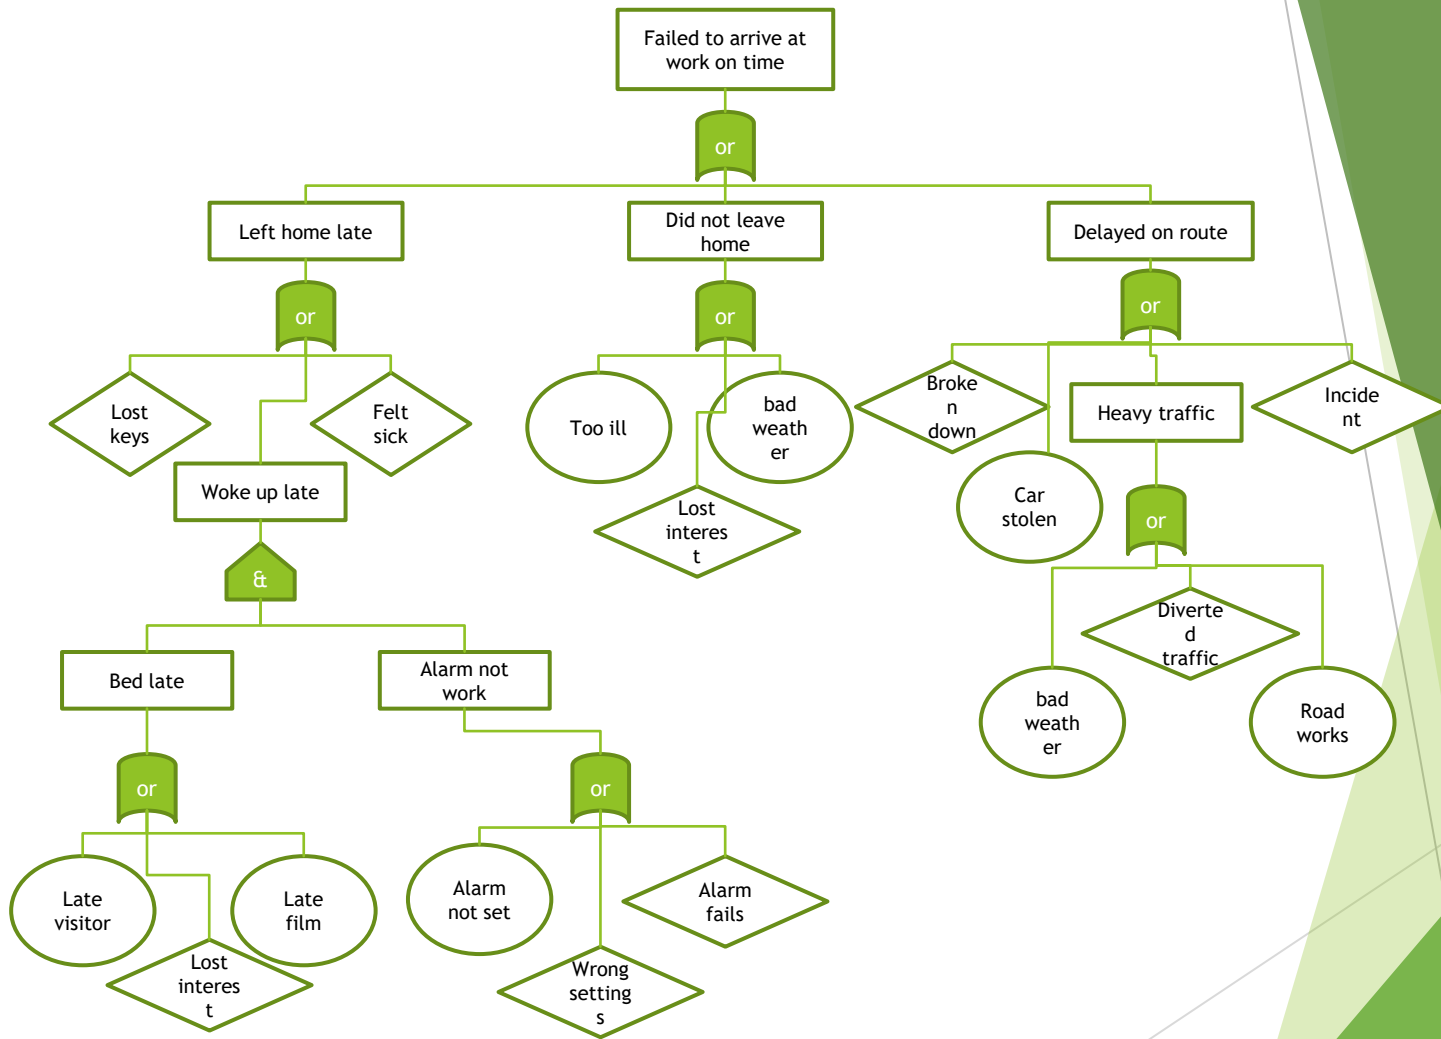 Failed to arrive at
work on time
or
Left home late
Did not leave
home
Delayed on route
or
or
or
Lost
keys
Felt
sick
Too ill
bad
weath
er
Broke
n
down
Heavy traffic
Incide
nt
Woke up late
Lost
interes
t
Car
stolen
or
&
Diverte
d
traffic
Bed late
Alarm not
work
bad
weath
er
Road
works
or
or
Late
visitor
Late
film
Alarm
not set
Alarm
fails
Lost
interes
t
Wrong
setting
s